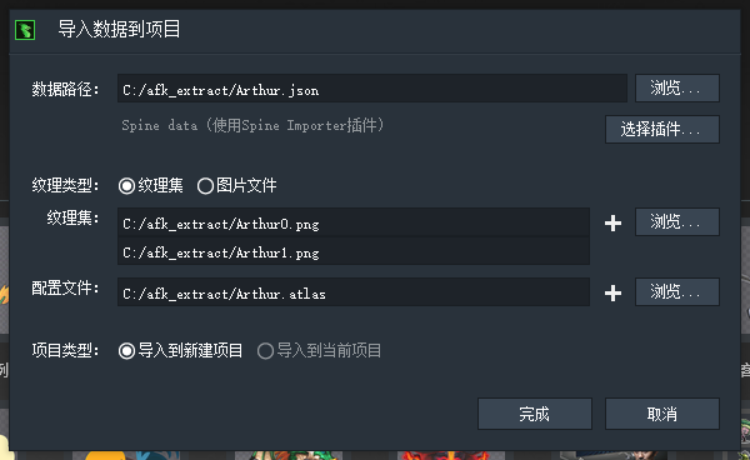 导入数据到项目
数据路径: C:/afk_extract/Arthur.json 浏览...
Spine data (使用Spine Importer插件) 选择插件...
纹理类型: 纹理集 图片文件
纹理集: C:/afk_extract/Arthur0.png + 浏览...
C:/afk_extract/Arthur1.png
配置文件: C:/afk_extract/Arthur.atlas + 浏览...
项目类型: 导入到新建项目 导入到当前项目
完成 取消